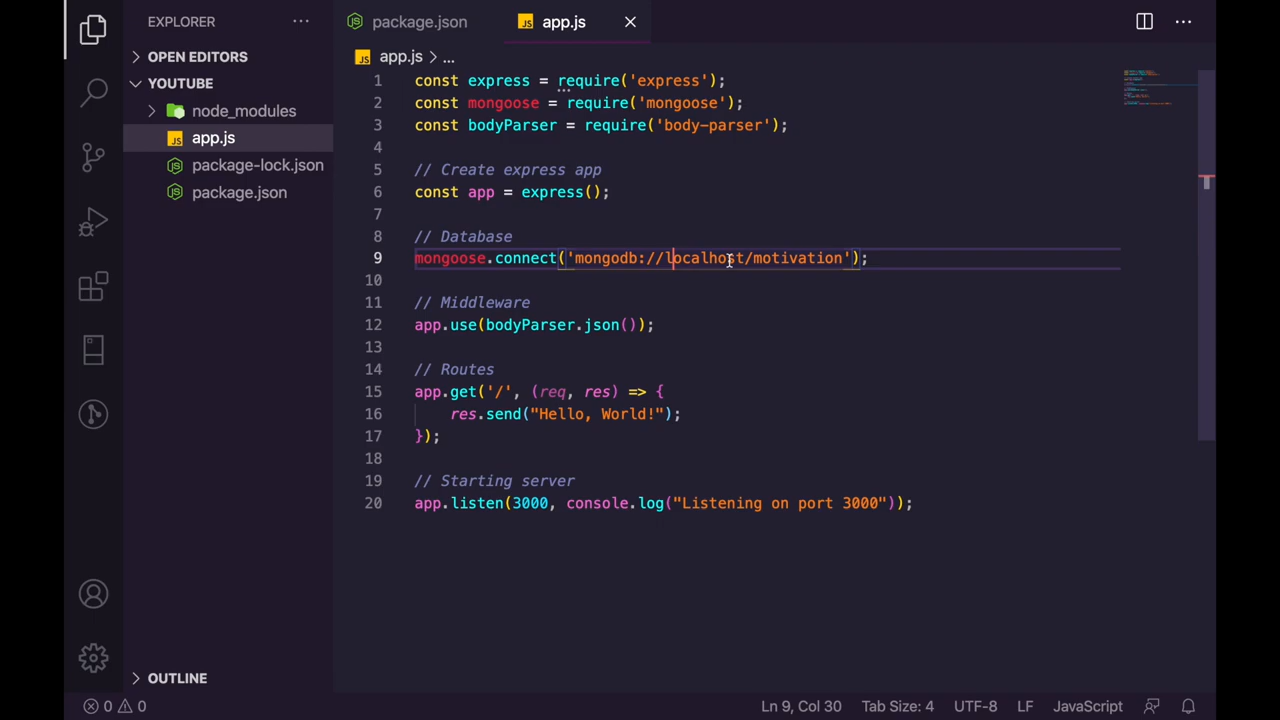 EXPLORER
OPEN EDITORS
YOUTUBE
node_modules
app.js
package-lock.json
package.json
OUTLINE
package.json
app.js
app.js > ...
1 const express = require('express');
2 const mongoose = require('mongoose');
3 const bodyParser = require('body-parser');
4
5 // Create express app
6 const app = express();
7
8 // Database
9 mongoose.connect('mongodb://localhost/motivation');
10
11 // Middleware
12 app.use(bodyParser.json());
13
14 // Routes
15 app.get('/', (req, res) => {
16     res.send("Hello, World!");
17 });
18
19 // Starting server
20 app.listen(3000, console.log("Listening on port 3000"));
0 0 Ln 9, Col 30 Tab Size: 4 UTF-8 LF JavaScript